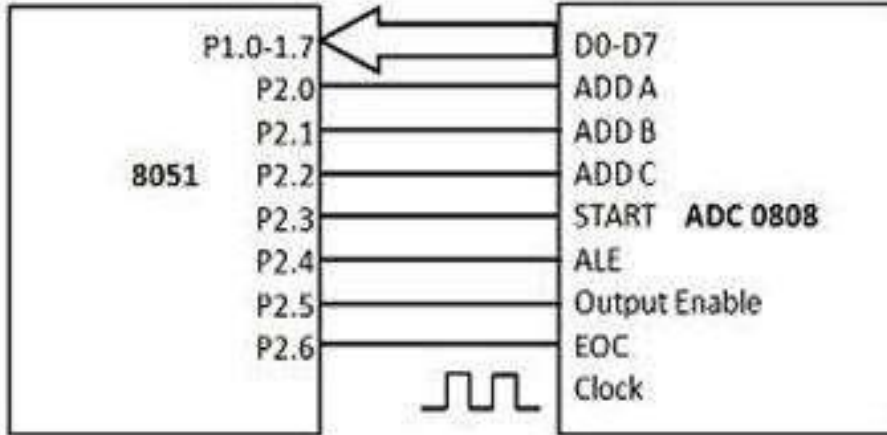 P1.0-1.7 D0-D7
P2.0 ADD A
P2.1 ADD B
8051 P2.2 ADD C
P2.3 START ADC 0808
P2.4 ALE
P2.5 Output Enable
P2.6 EOC
Clock